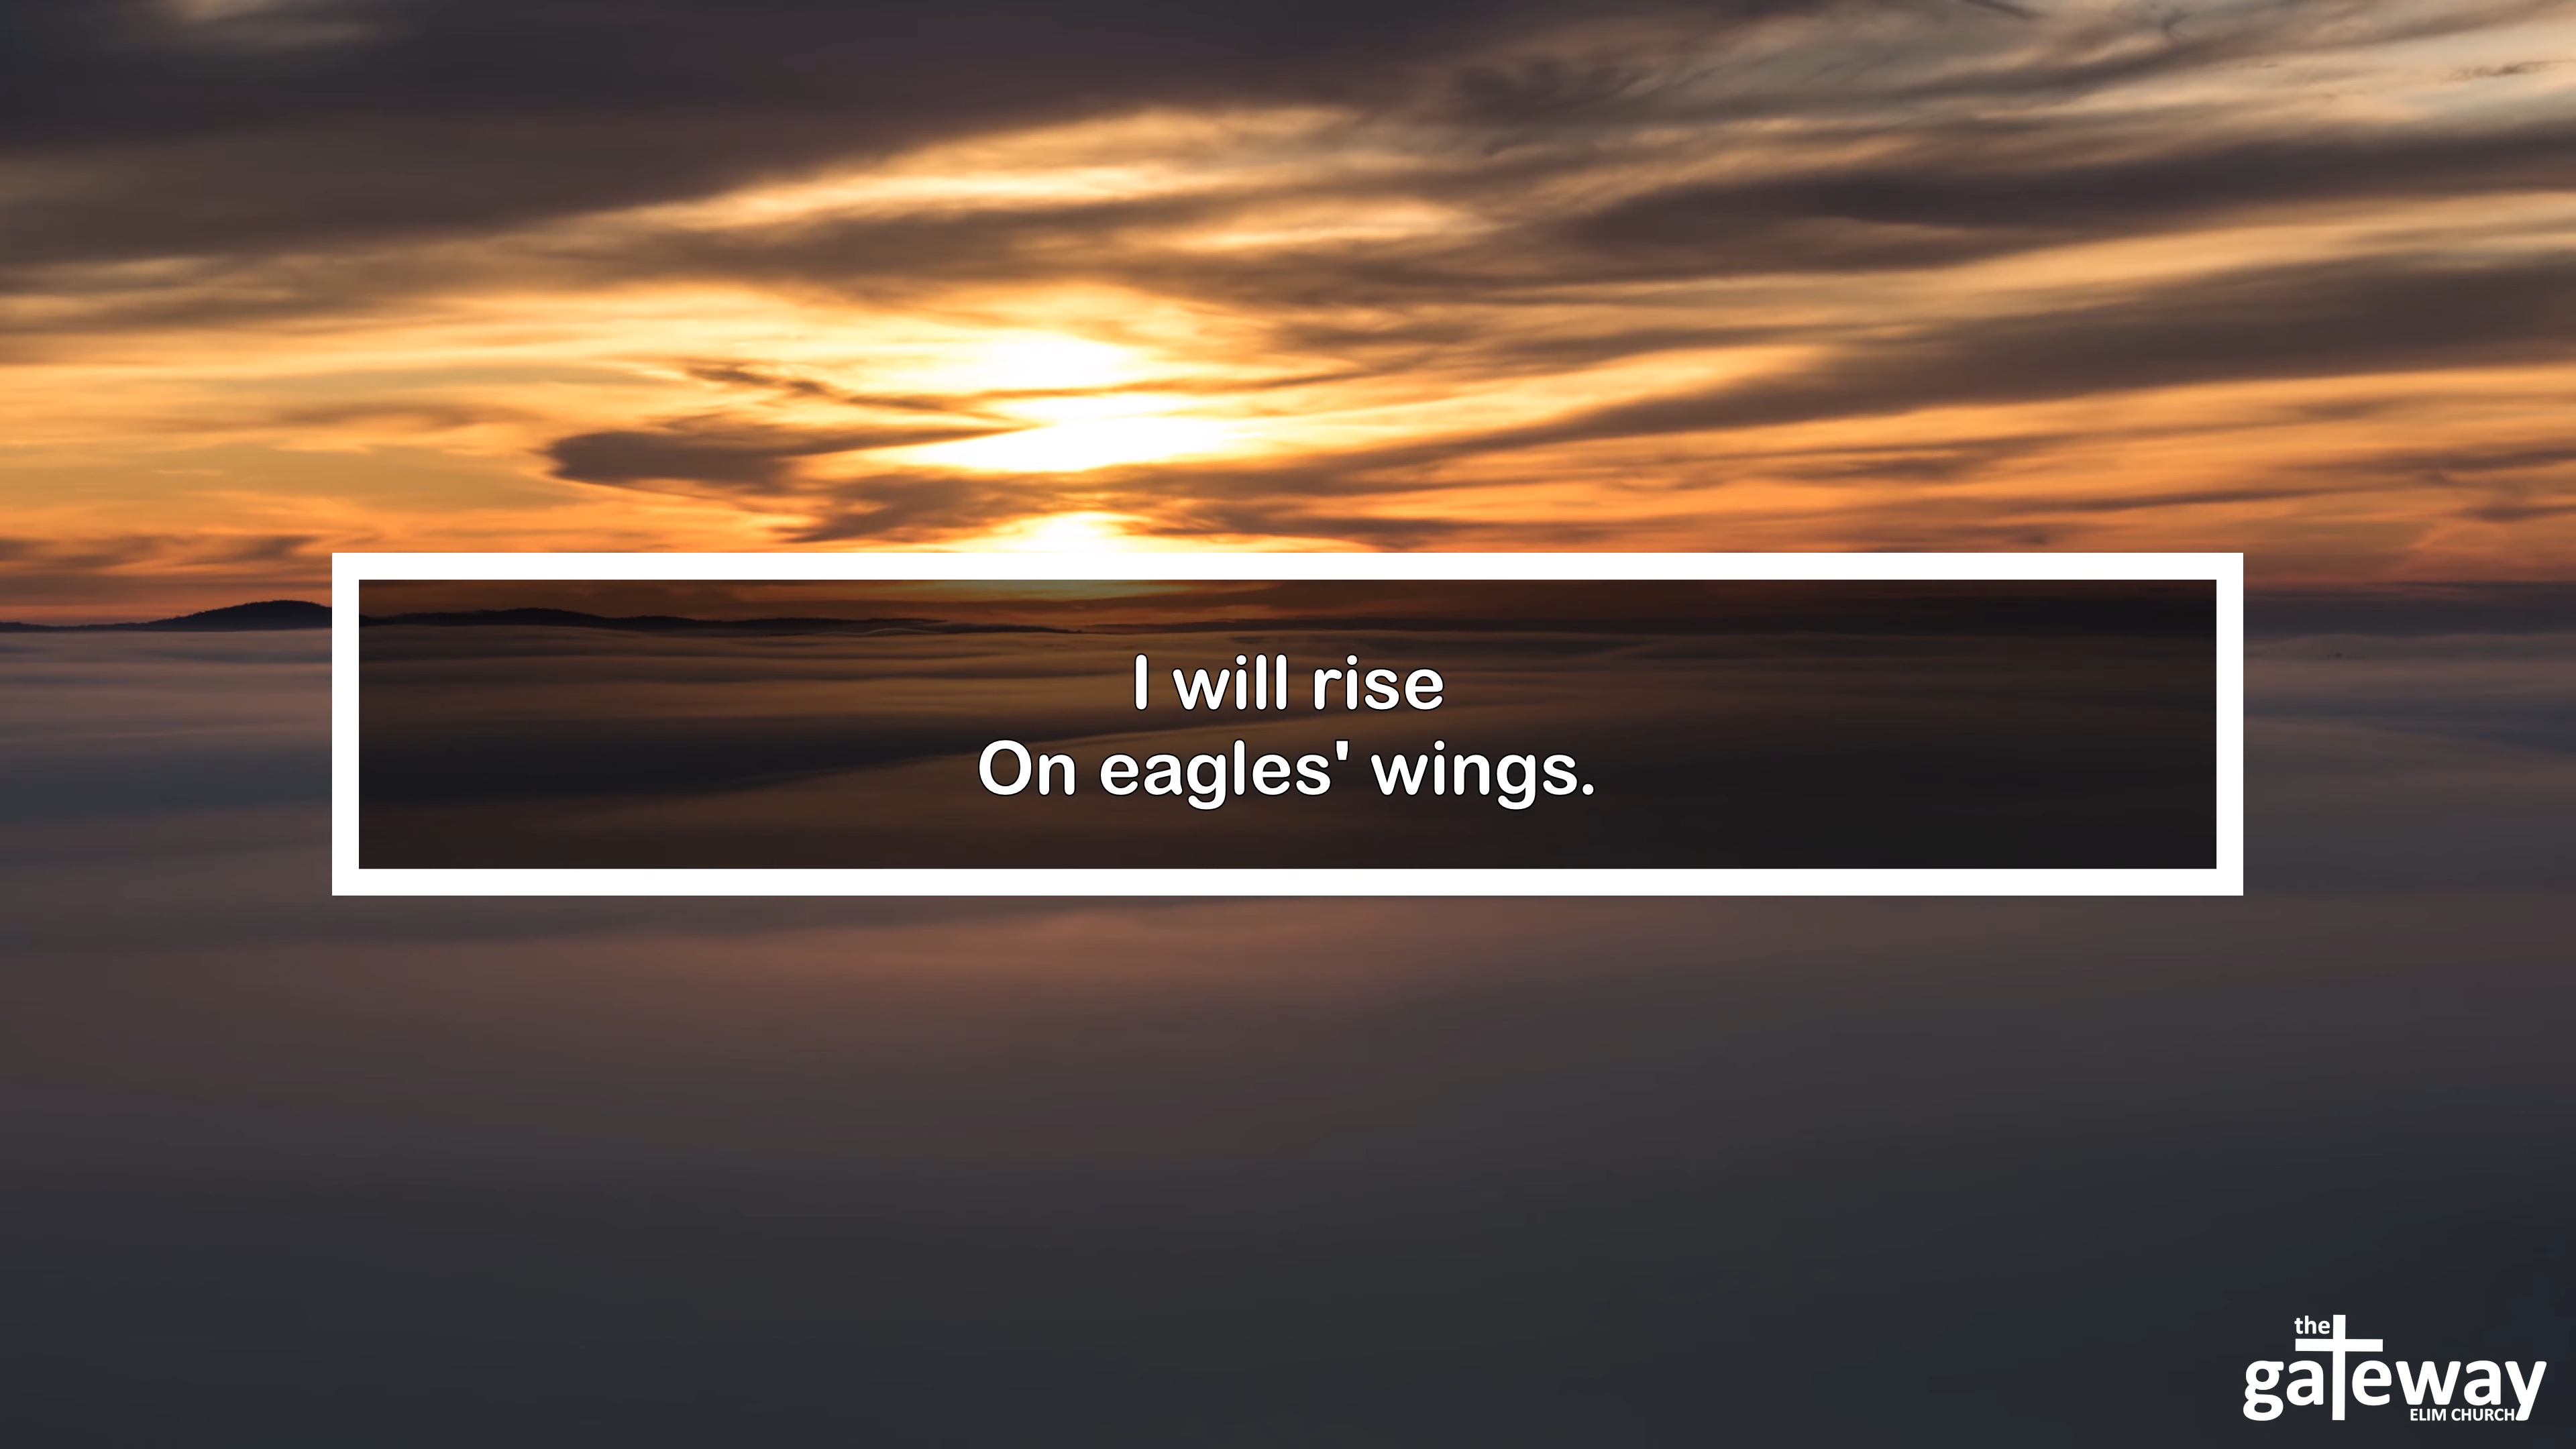 I will rise
On eagles' wings.
the
gateway
ELIM CHURCH